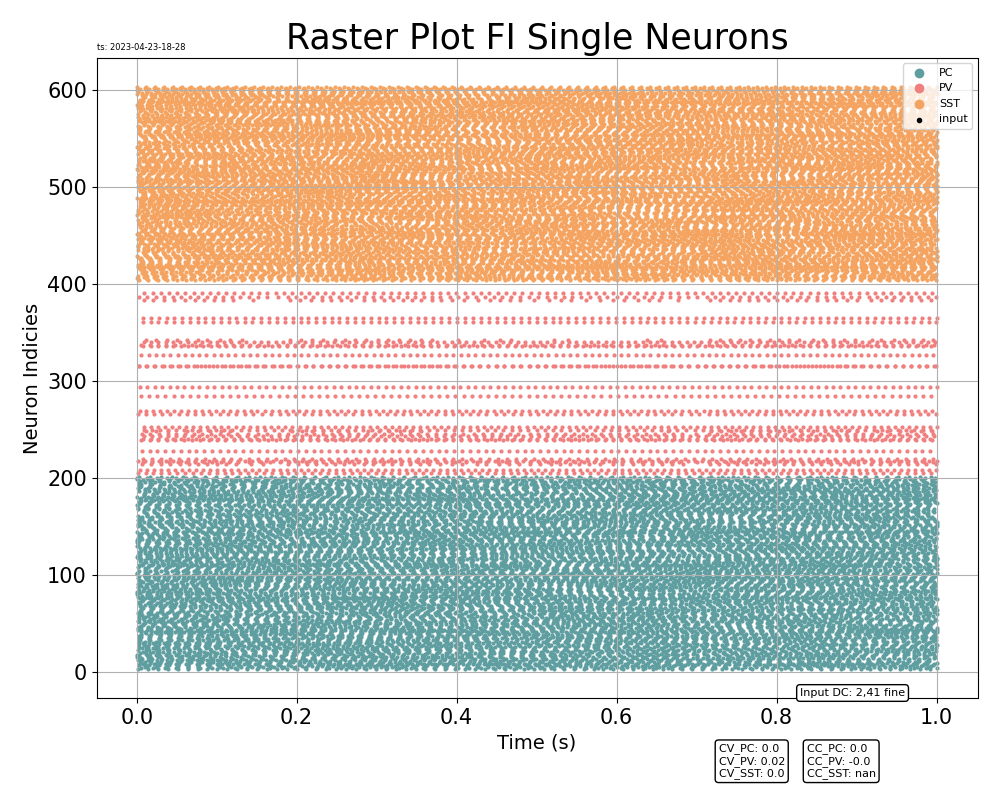 Raster Plot FI Single Neurons
ts: 2023-04-23-18-28
PC
PV
SST
input
600
500
400
300
200
100
0
Neuron Indicies
0.0 0.2 0.4 0.6 0.8 1.0
Time (s)
Input DC: 2,41 fine
CV_PC: 0.0
CV_PV: 0.02
CV_SST: 0.0
CC_PC: 0.0
CC_PV: -0.0
CC_SST: nan